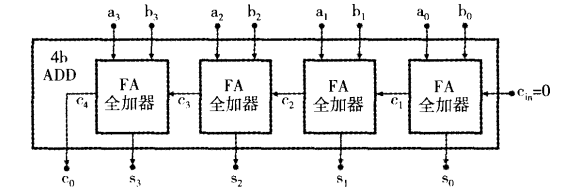 a₃ b₃ a₂ b₂ a₁ b₁ a₀ b₀
4b
ADD
FA FA FA FA
全加器 全加器 全加器 全加器
c₄ c₃ c₂ c₁ cᵢₙ=0
c₀ s₃ s₂ s₁ s₀